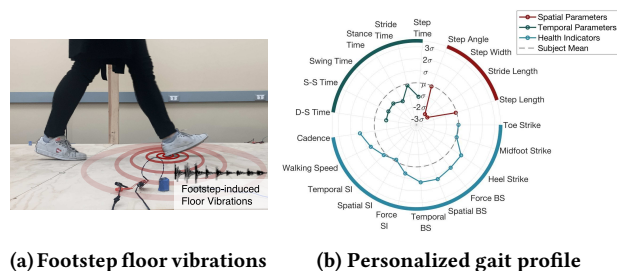 Footstep-induced
Floor Vibrations
(a) Footstep floor vibrations
Step
Time
Stride
Time
Stance
Time
Swing Time
S-S Time
D-S Time
Cadence
Walking Speed
Temporal SI
Spatial SI
Force
SI
Temporal
BS
Spatial BS
Force BS
Heel Strike
Midfoot Strike
Toe Strike
Step Length
Stride Length
Step Width
Step Angle
3σ
2σ
σ
μ
-σ
-2σ
-3σ
Spatial Parameters
Temporal Parameters
Health Indicators
Subject Mean
(b) Personalized gait profile